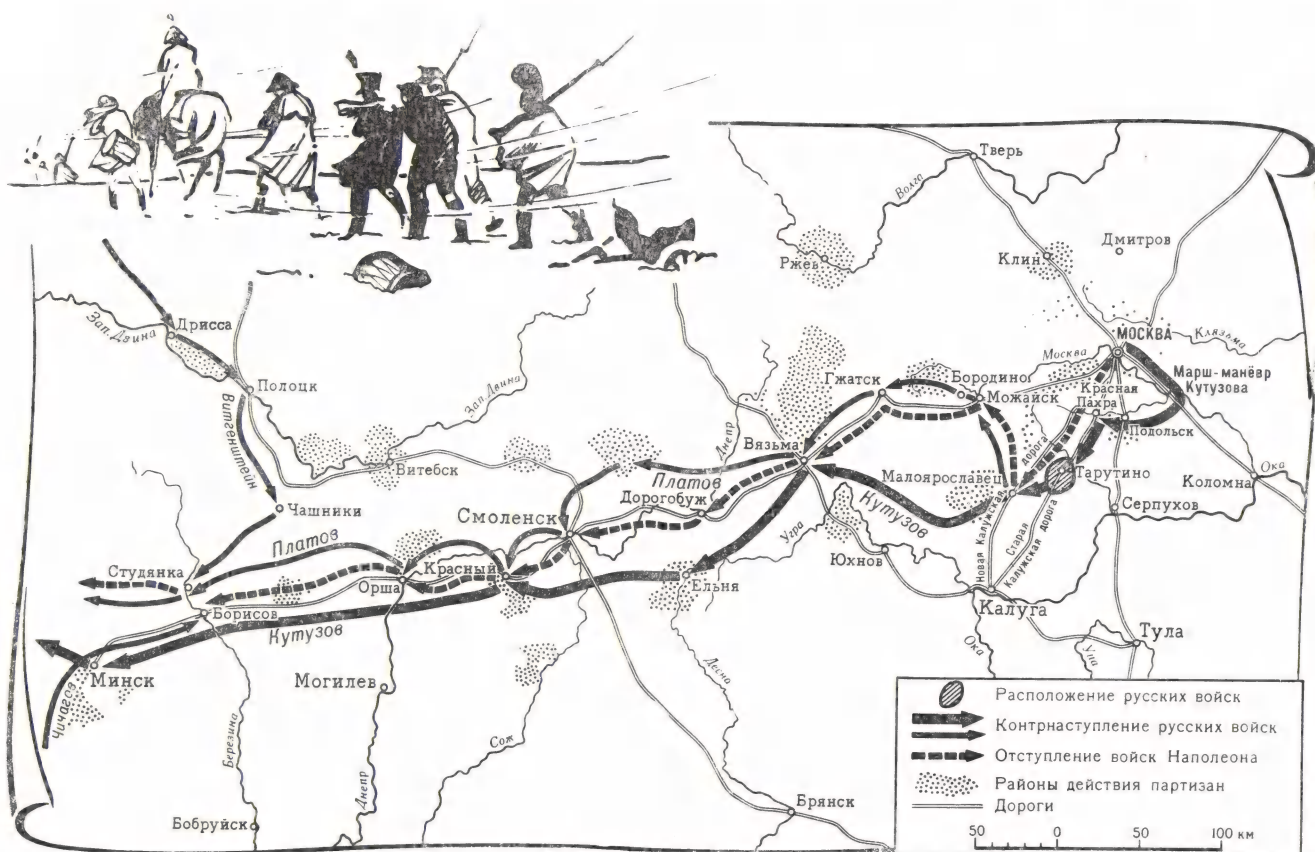 Тверь
Волга
Ржев
Клин
Дмитров
Клязьма
МОСКВА
Москва
Марш-манёвр
Кутузова
Красная
Пахра
Подольск
Бородино
Можайск
Гжатск
Зап. Двина
Дрисса
Полоцк
Витгенштейн
Зап. Двина
Витебск
Чашники
Днепр
Вязьма
Платов
Дорогобуж
Смоленск
Малоярославец
Тарутино
Коломна
Ока
Серпухов
Кутузов
Угра
Юхнов
Новая Калужская
дорога
Старая
Калужская дорога
Калуга
Тула
Упа
Ока
Платов
Студянка
Борисов
Орша
Красный
Ельня
Кутузов
Минск
Чичагов
Могилев
Березина
Днепр
Сож
Десна
Бобруйск
Брянск
Расположение русских войск
Контрнаступление русских войск
Отступление войск Наполеона
Районы действия партизан
Дороги
50 0 50 100 км